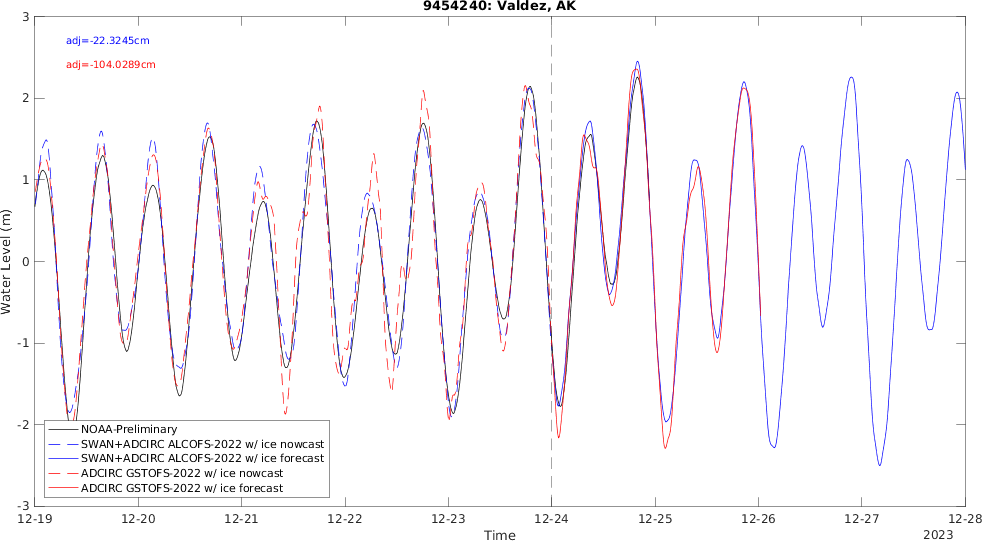 9454240: Valdez, AK
adj=-22.3245cm
adj=-104.0289cm
3
2
1
0
-1
-2
-3
Water Level (m)
NOAA-Preliminary
SWAN+ADCIRC ALCOFS-2022 w/ ice nowcast
SWAN+ADCIRC ALCOFS-2022 w/ ice forecast
ADCIRC GSTOFS-2022 w/ ice nowcast
ADCIRC GSTOFS-2022 w/ ice forecast
12-19 12-20 12-21 12-22 12-23 12-24 12-25 12-26 12-27 12-28
Time
2023